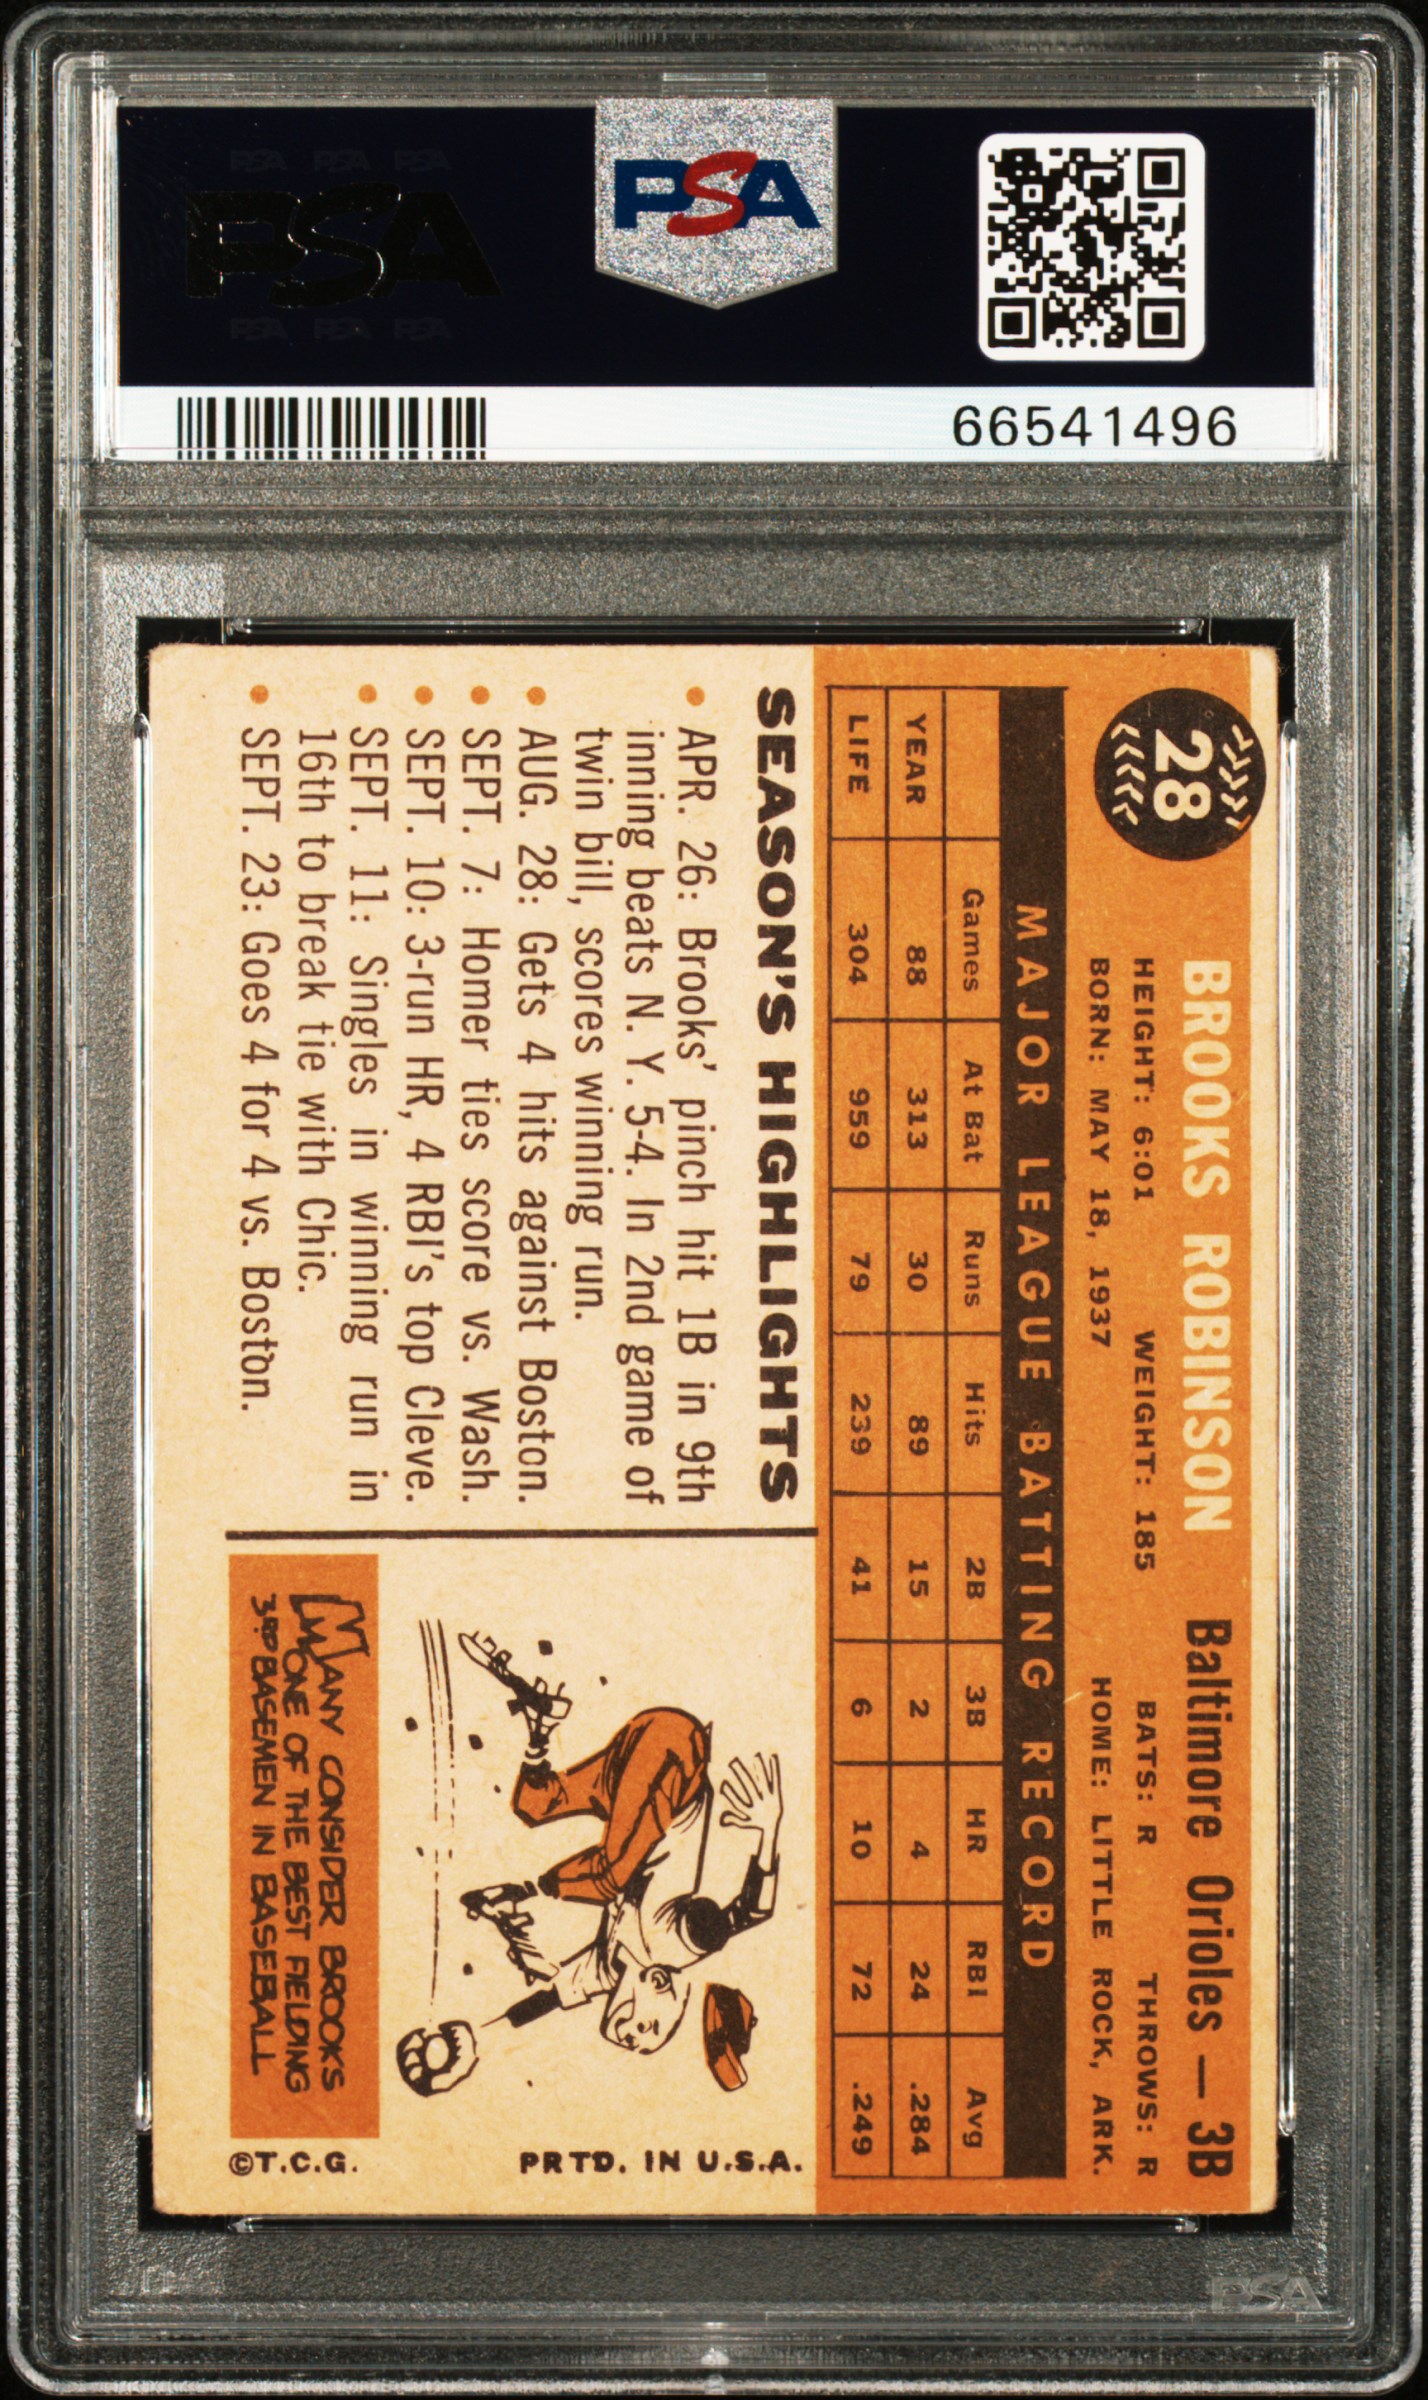 PSA PSA PSA
PSA
PSA PSA PSA
PSA
66541496
28
BROOKS ROBINSON Baltimore Orioles — 3B
HEIGHT: 6:01 WEIGHT: 185 BATS: R THROWS: R
BORN: MAY 18, 1937 HOME: LITTLE ROCK, ARK.
MAJOR LEAGUE BATTING RECORD
Games At Bat Runs Hits 2B 3B HR RBI Avg
YEAR 88 313 30 89 15 2 4 24 .284
LIFE 304 959 79 239 41 6 10 72 .249
SEASON'S HIGHLIGHTS
• APR. 26: Brooks' pinch hit 1B in 9th
inning beats N. Y. 5-4. In 2nd game of
twin bill, scores winning run.
• AUG. 28: Gets 4 hits against Boston.
• SEPT. 7: Homer ties score vs. Wash.
• SEPT. 10: 3-run HR, 4 RBI's top Cleve.
• SEPT. 11: Singles in winning run in
16th to break tie with Chic.
• SEPT. 23: Goes 4 for 4 vs. Boston.
MANY CONSIDER BROOKS
ONE OF THE BEST FIELDING
3RD BASEMEN IN BASEBALL
PRTD. IN U.S.A.
©T.C.G.
PSA